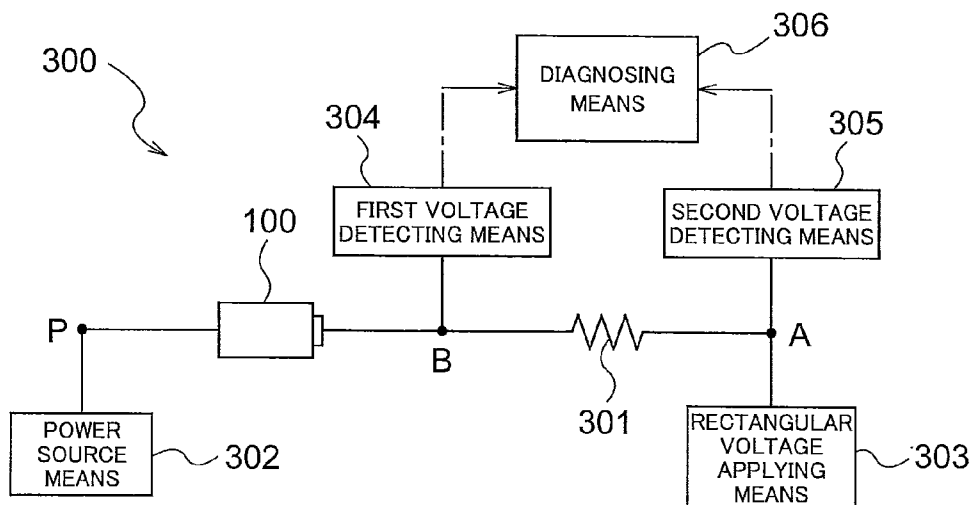 306
300
DIAGNOSING
MEANS
304
305
FIRST VOLTAGE
DETECTING MEANS
SECOND VOLTAGE
DETECTING MEANS
100
P
B
A
301
POWER
SOURCE
MEANS
302
RECTANGULAR
VOLTAGE
APPLYING
MEANS
303